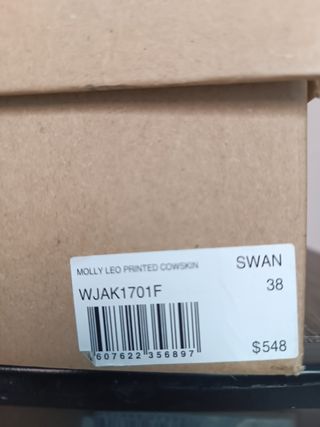 MOLLY LEO PRINTED COWSKIN
SWAN
WJAK1701F
38
607622 356897
$548